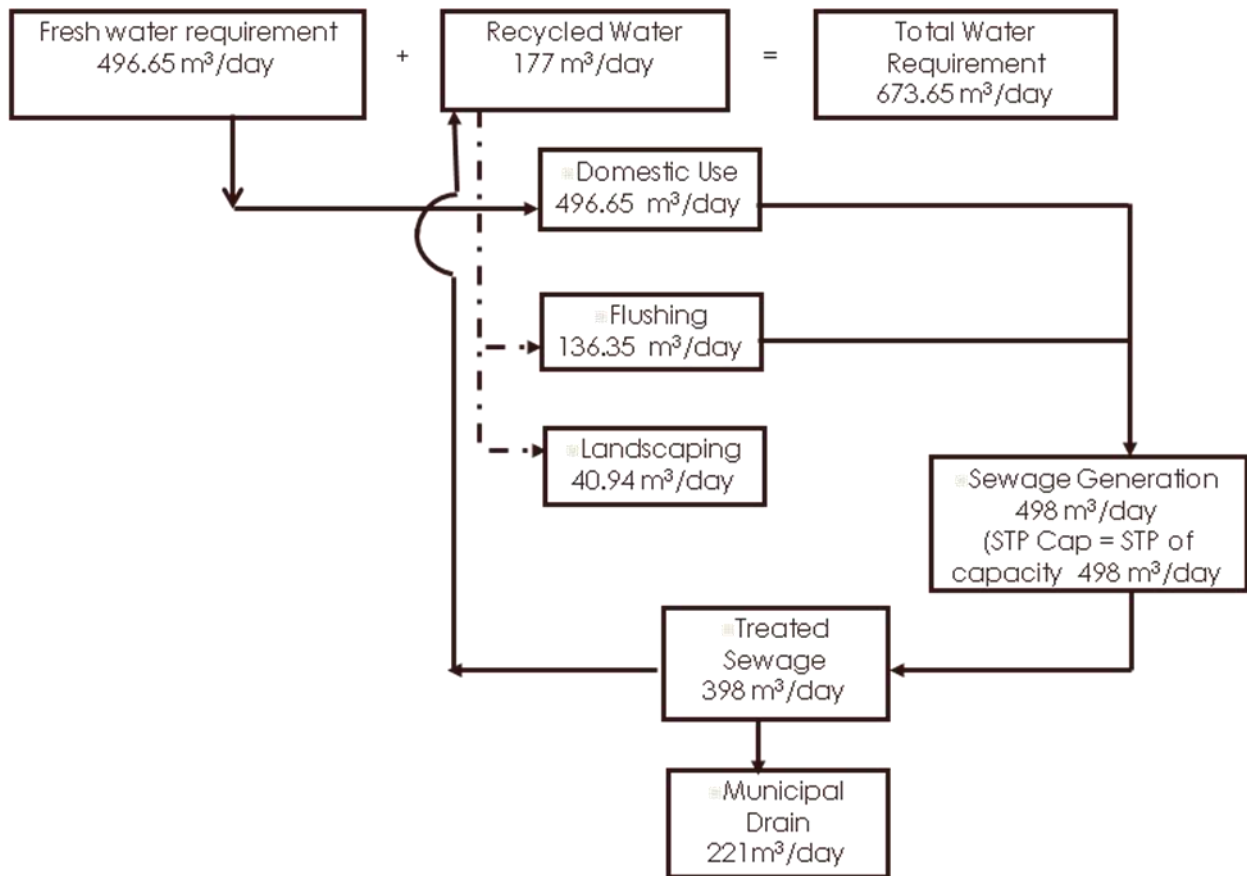 Fresh water requirement
496.65 m³/day
+
Recycled Water
177 m³/day
=
Total Water
Requirement
673.65 m³/day
Domestic Use
496.65 m³/day
Flushing
136.35 m³/day
Landscaping
40.94 m³/day
Sewage Generation
498 m³/day
(STP Cap = STP of
capacity 498 m³/day
Treated
Sewage
398 m³/day
Municipal
Drain
221m³/day